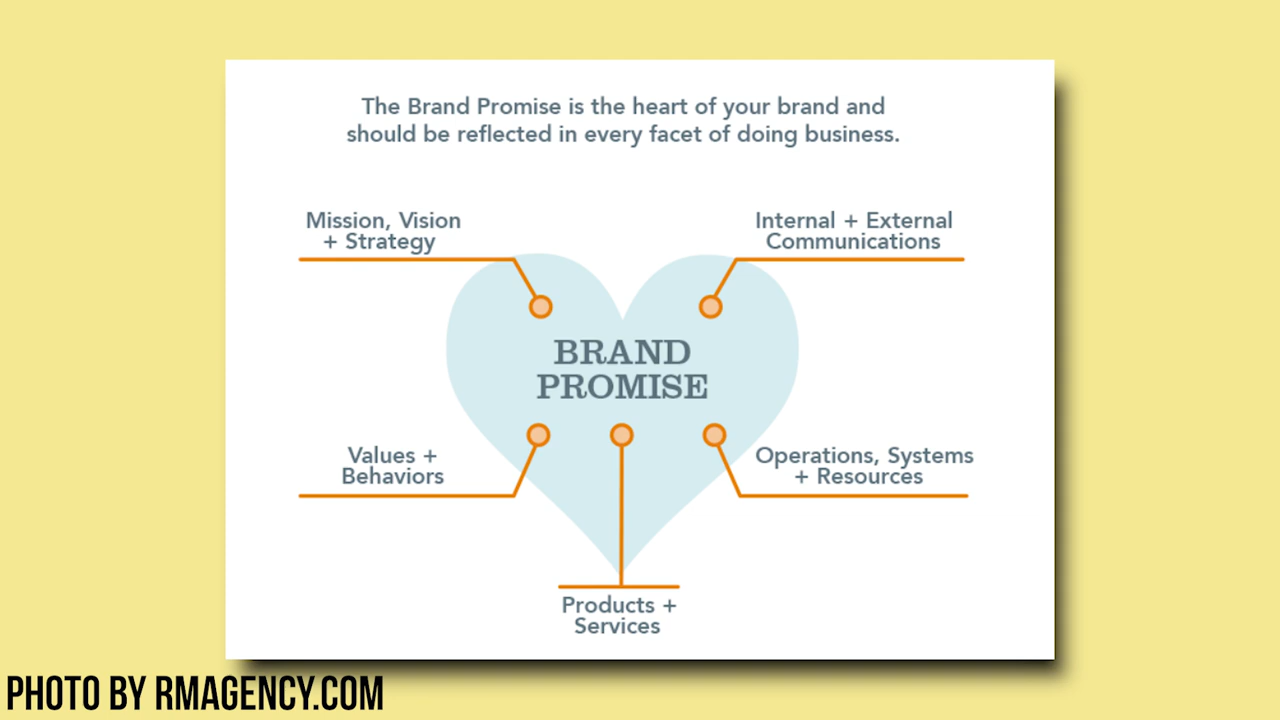 The Brand Promise is the heart of your brand and
should be reflected in every facet of doing business.
Mission, Vision
+ Strategy
Internal + External
Communications
BRAND
PROMISE
Values +
Behaviors
Operations, Systems
+ Resources
Products +
Services
PHOTO BY RMAGENCY.COM